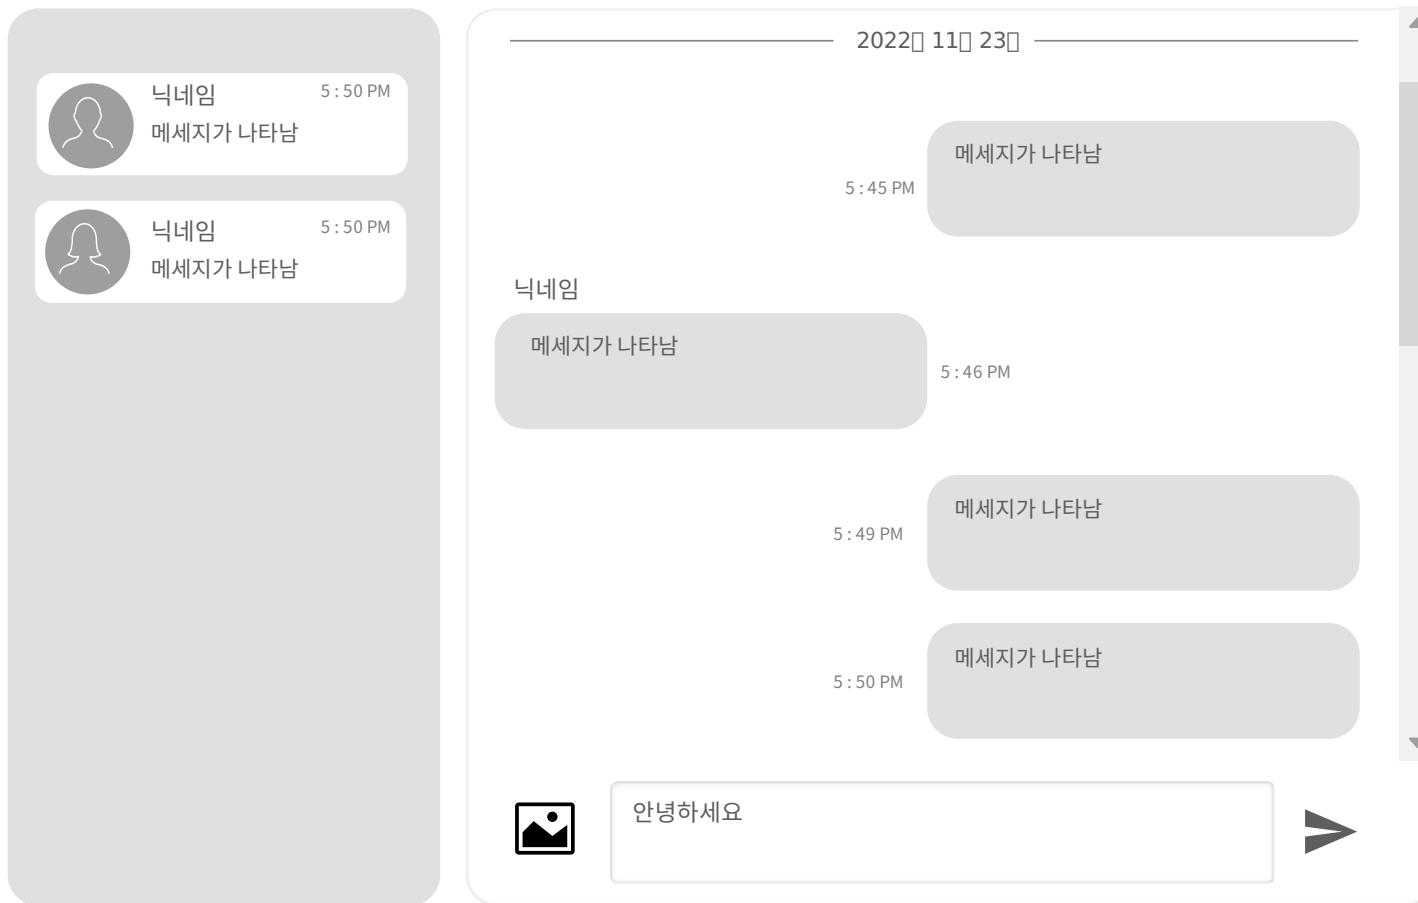 닉네임 5 : 50 PM
메세지가 나타남
닉네임 5 : 50 PM
메세지가 나타남
2022 11 23
메세지가 나타남
5 : 45 PM
닉네임
메세지가 나타남
5 : 46 PM
메세지가 나타남
5 : 49 PM
메세지가 나타남
5 : 50 PM
안녕하세요